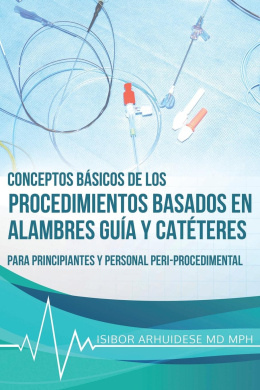 CONCEPTOS BÁSICOS DE LOS
PROCEDIMIENTOS BASADOS EN
ALAMBRES GUÍA Y CATÉTERES
PARA PRINCIPIANTES Y PERSONAL PERI-PROCEDIMENTAL
ISIBOR ARHUIDESE MD MPH